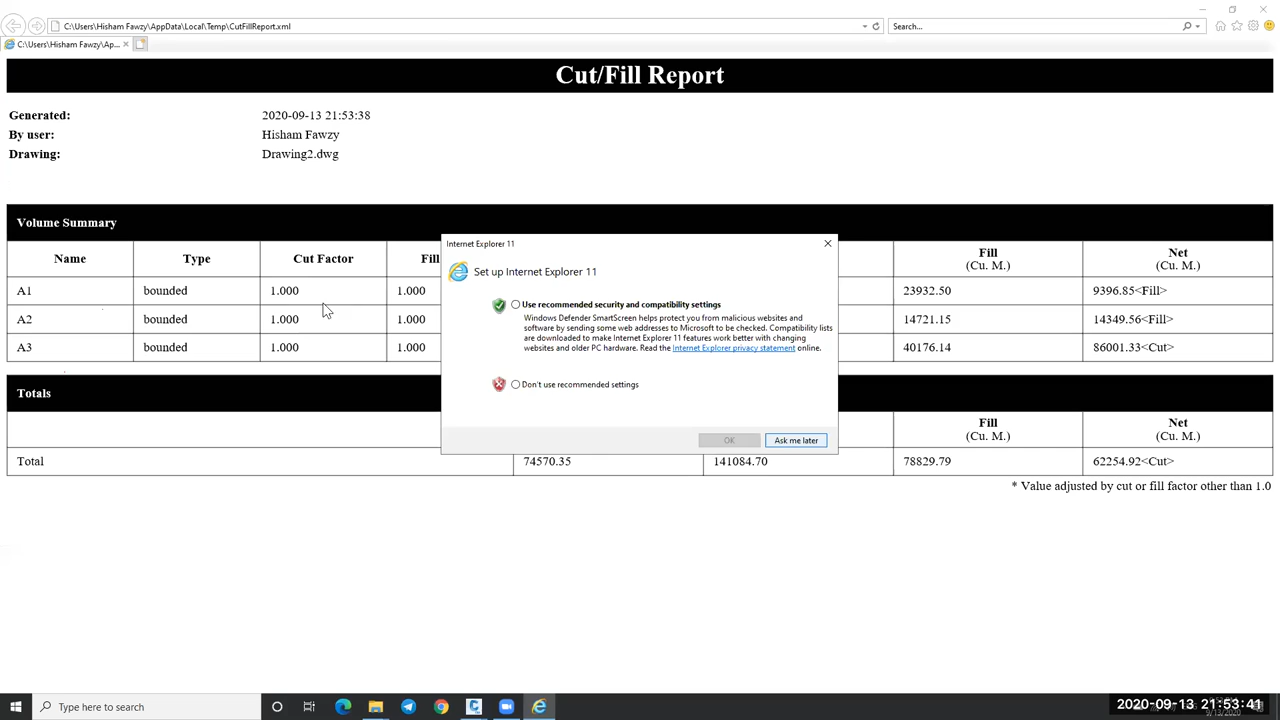 C:\Users\Hisham Fawzy\AppData\Local\Temp\CutFillReport.xml
Search...
C:\Users\Hisham Fawzy\Ap...
Cut/Fill Report
Generated: 2020-09-13 21:53:38
By user: Hisham Fawzy
Drawing: Drawing2.dwg
Volume Summary
Name Type Cut Factor Fill Fill (Cu. M.) Net (Cu. M.)
A1 bounded 1.000 1.000 23932.50 9396.85<Fill>
A2 bounded 1.000 1.000 14721.15 14349.56<Fill>
A3 bounded 1.000 1.000 40176.14 86001.33<Cut>
Internet Explorer 11
Set up Internet Explorer 11
Use recommended security and compatibility settings
Windows Defender SmartScreen helps protect you from malicious websites and
software by sending some web addresses to Microsoft to be checked. Compatibility lists
are downloaded to make Internet Explorer 11 features work better with changing
websites and older PC hardware. Read the Internet Explorer privacy statement online.
Don't use recommended settings
OK Ask me later
Totals
Fill (Cu. M.) Net (Cu. M.)
Total 74570.35 141084.70 78829.79 62254.92<Cut>
* Value adjusted by cut or fill factor other than 1.0
Type here to search
2020-09-13 21:53:41